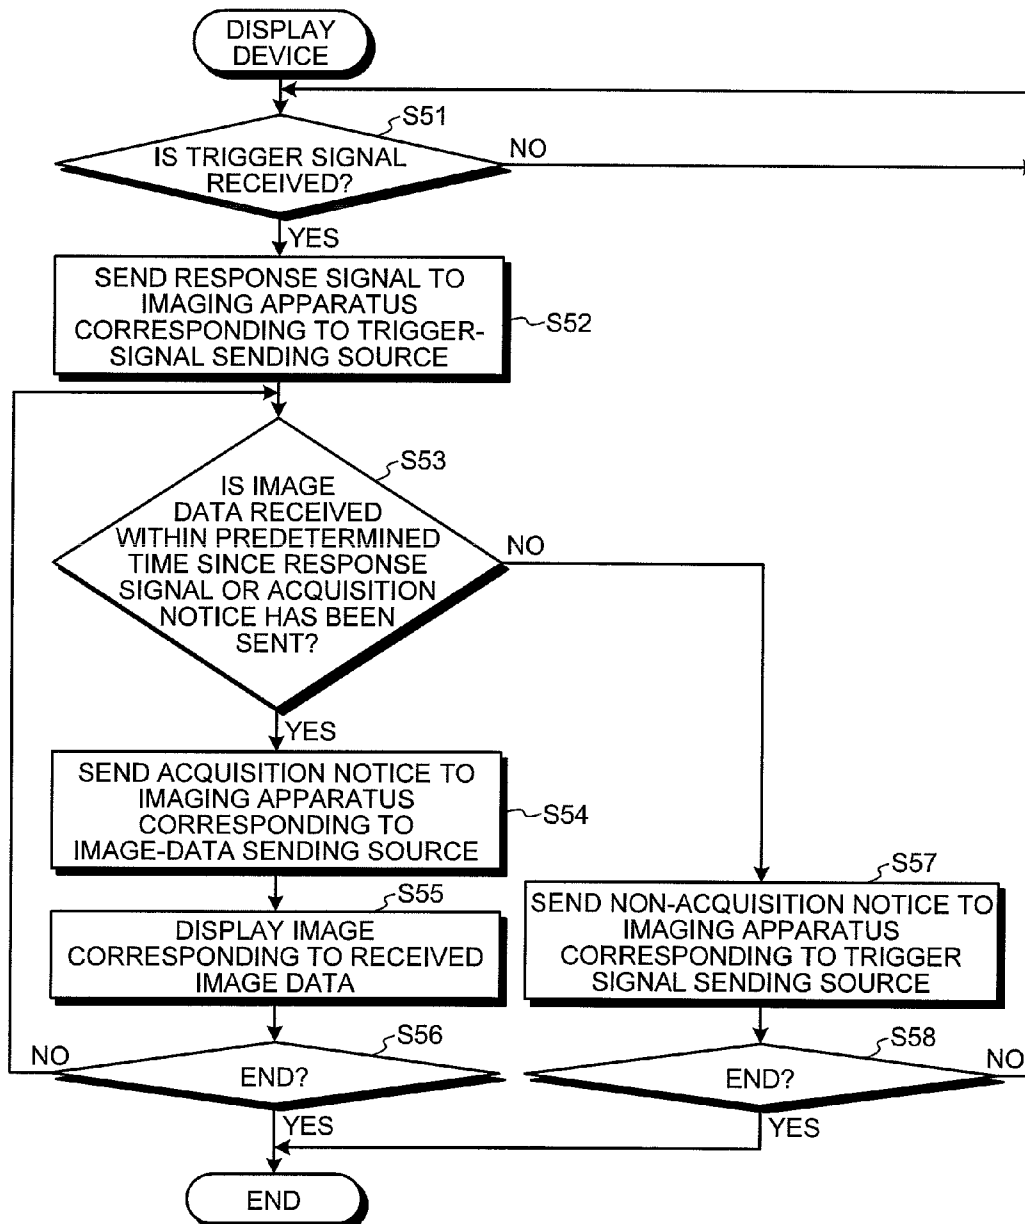 DISPLAY
DEVICE
S51
IS TRIGGER SIGNAL
RECEIVED?
NO
YES
SEND RESPONSE SIGNAL TO
IMAGING APPARATUS
CORRESPONDING TO TRIGGER-
SIGNAL SENDING SOURCE
S52
S53
IS IMAGE
DATA RECEIVED
WITHIN PREDETERMINED
TIME SINCE RESPONSE
SIGNAL OR ACQUISITION
NOTICE HAS BEEN
SENT?
NO
YES
SEND ACQUISITION NOTICE TO
IMAGING APPARATUS
CORRESPONDING TO
IMAGE-DATA SENDING SOURCE
S54
S55
DISPLAY IMAGE
CORRESPONDING TO RECEIVED
IMAGE DATA
S57
SEND NON-ACQUISITION NOTICE TO
IMAGING APPARATUS
CORRESPONDING TO TRIGGER
SIGNAL SENDING SOURCE
S56
NO
END?
YES
S58
NO
END?
YES
END